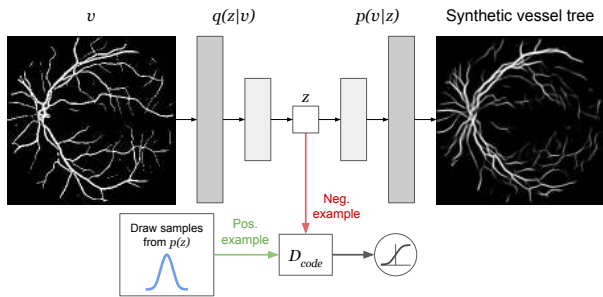 v
q(z|v)
p(v|z)
Synthetic vessel tree
z
Neg.
example
Draw samples
from p(z)
Pos.
example
D_code